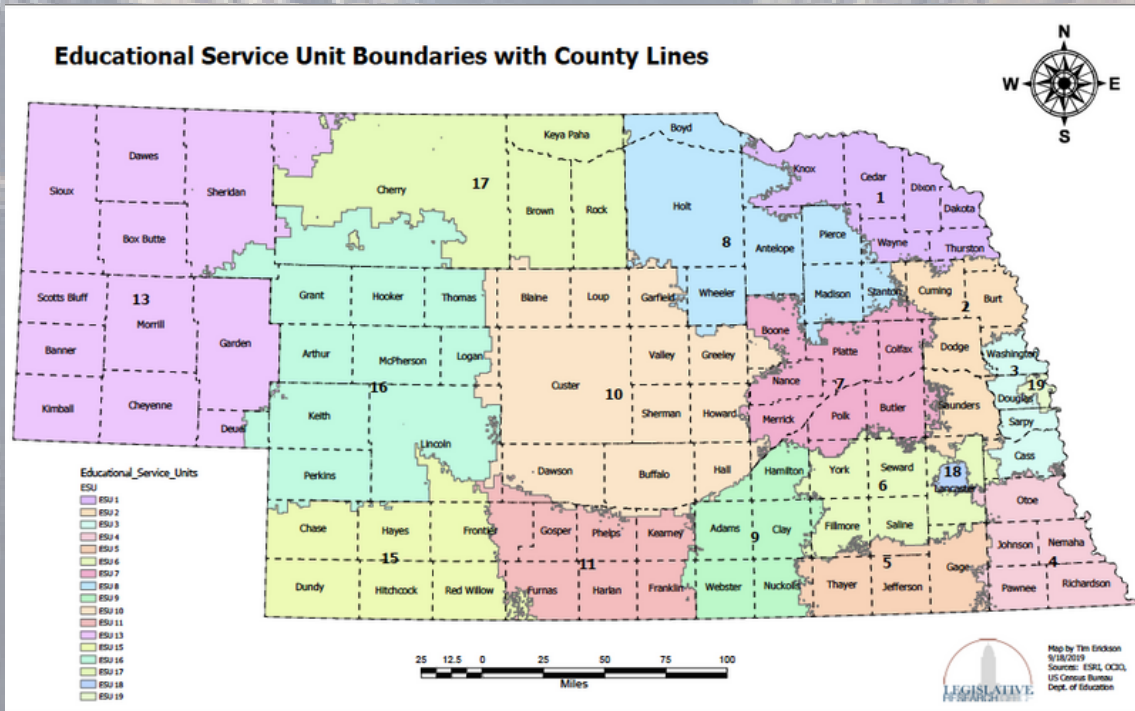 Educational Service Unit Boundaries with County Lines
N
W
E
S
Boyd
Keya Paha
Knox
Cedar
Dixon
1
Dakota
Dawes
Sioux
Sheridan
Cherry
17
Brown
Rock
Holt
8
Pierce
Antelope
Wayne
Thurston
Box Butte
Scotts Bluff
13
Morrill
Grant
Hooker
Thomas
Blaine
Loup
Garfield
Wheeler
Madison
Stanton
Cuming
2
Burt
Banner
Garden
Arthur
McPherson
Logan
Valley
Greeley
Boone
Platte
Colfax
Dodge
Washington
3
19
Kimball
Cheyenne
Deuel
16
Keith
Custer
10
Sherman
Howard
Nance
7
Merrick
Polk
Butler
Saunders
Douglas
Sarpy
Cass
Perkins
Lincoln
Dawson
Buffalo
Hall
Hamilton
York
Seward
6
18
Lancaster
Otoe
Chase
Hayes
Frontier
Gosper
Phelps
Kearney
Adams
Clay
9
Fillmore
Saline
Johnson
Nemaha
4
15
11
5
Gage
Dundy
Hitchcock
Red Willow
Furnas
Harlan
Franklin
Webster
Nuckolls
Thayer
Jefferson
Pawnee
Richardson
Educational_Service_Units
ESU
ESU 1
ESU 2
ESU 3
ESU 4
ESU 5
ESU 6
ESU 7
ESU 8
ESU 9
ESU 10
ESU 11
ESU 13
ESU 15
ESU 16
ESU 17
ESU 18
ESU 19
25 12.5 0 25 50 75 100
Miles
LEGISLATIVE
RESEARCH OFFICE
Map by Tim Erickson
9/18/2019
Sources: ESRI, OCIO,
US Census Bureau
Dept. of Education